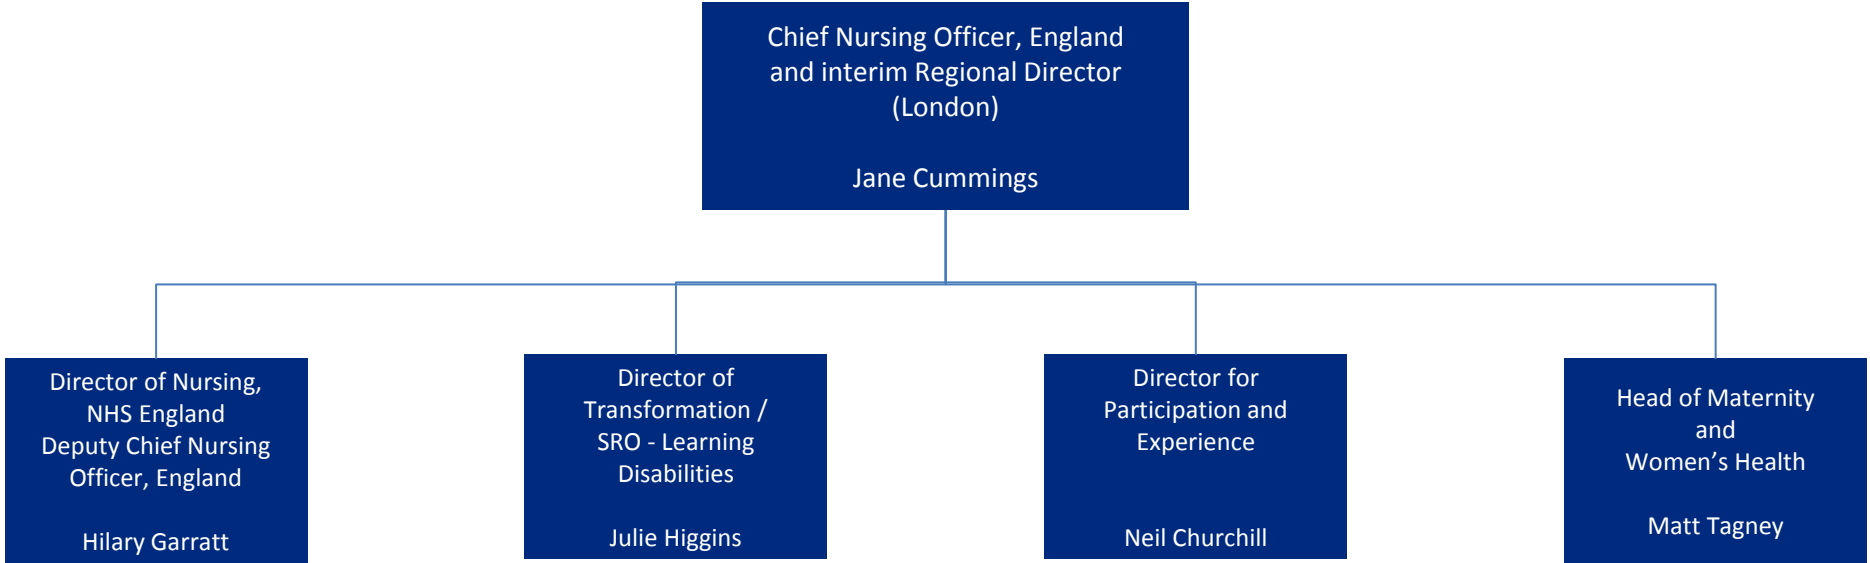 Chief Nursing Officer, England
and interim Regional Director
(London)
Jane Cummings
Director of Nursing,
NHS England
Deputy Chief Nursing
Officer, England
Hilary Garratt
Director of
Transformation /
SRO - Learning
Disabilities
Julie Higgins
Director for
Participation and
Experience
Neil Churchill
Head of Maternity
and
Women’s Health
Matt Tagney